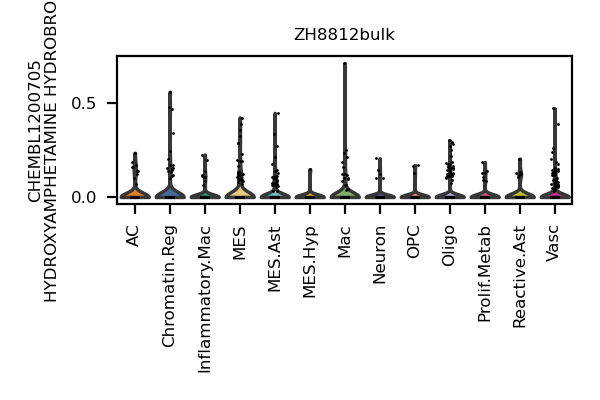 ZH8812bulk
CHEMBL1200705
HYDROXYAMPHETAMINE HYDROBRO
0.5
0.0
AC
Chromatin.Reg
Inflammatory.Mac
MES
MES.Ast
MES.Hyp
Mac
Neuron
OPC
Oligo
Prolif.Metab
Reactive.Ast
Vasc